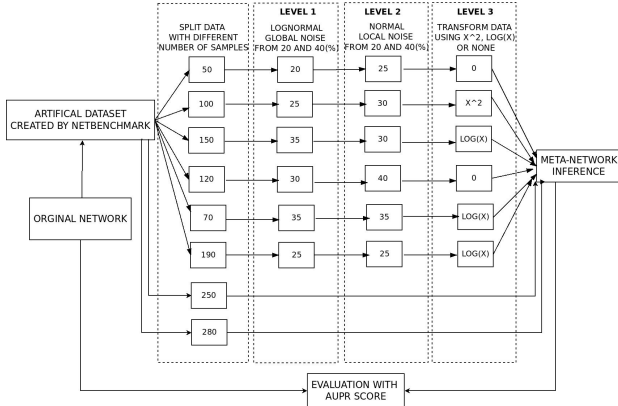 LEVEL 1
LEVEL 2
LEVEL 3
SPLIT DATA
WITH DIFFERENT
NUMBER OF SAMPLES
LOGNORMAL
GLOBAL NOISE
FROM 20 AND 40(%)
NORMAL
LOCAL NOISE
FROM 20 AND 40(%)
TRANSFORM DATA
USING X^2, LOG(X)
OR NONE
50
20
25
0
100
25
30
X^2
ARTIFICAL DATASET
CREATED BY NETBENCHMARK
150
35
30
LOG(X)
META-NETWORK
INFERENCE
120
30
40
0
ORGINAL NETWORK
70
35
35
LOG(X)
190
25
25
LOG(X)
250
280
EVALUATION WITH
AUPR SCORE